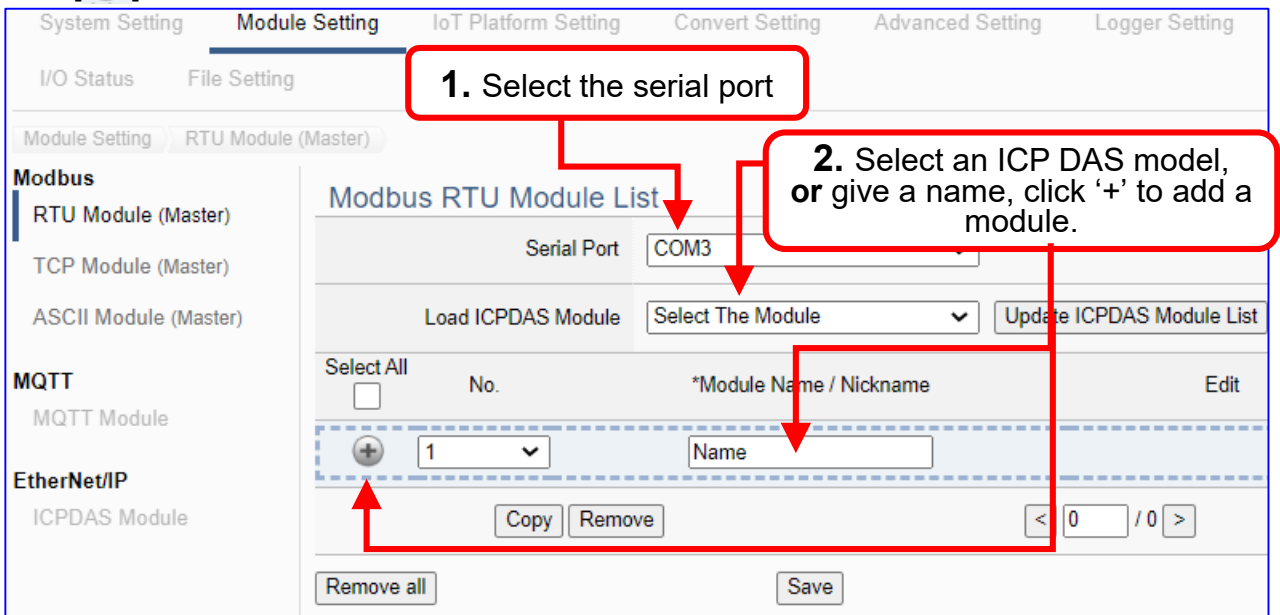 System Setting Module Setting IoT Platform Setting Convert Setting Advanced Setting Logger Setting
I/O Status File Setting
1. Select the serial port
Module Setting RTU Module (Master)
2. Select an ICP DAS model,
or give a name, click ‘+’ to add a
module.
Modbus
RTU Module (Master)
TCP Module (Master)
ASCII Module (Master)
MQTT
MQTT Module
EtherNet/IP
ICPDAS Module
Modbus RTU Module List
Serial Port COM3
Load ICPDAS Module Select The Module Update ICPDAS Module List
Select All
No. *Module Name / Nickname Edit
1 Name
Copy Remove < 0 / 0 >
Remove all Save